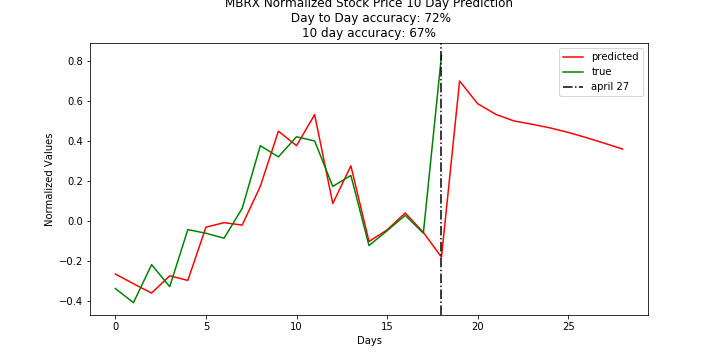 MBRX Normalized Stock Price 10 Day Prediction
Day to Day accuracy: 72%
10 day accuracy: 67%
0.8
0.6
0.4
0.2
0.0
−0.2
−0.4
Normalized Values
predicted
true
april 27
0 5 10 15 20 25
Days